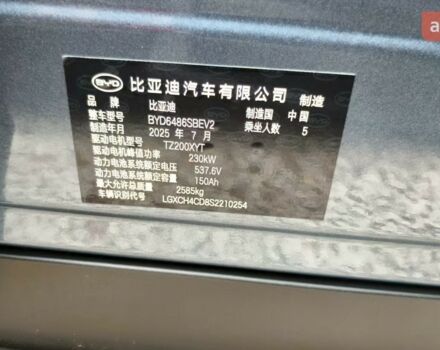 BYD 比亚迪汽车有限公司 制造
品牌 比亚迪 制造国 中国
整车型号 BYD6486SBEV2 乘坐人数 5
制造年月 2025 年 7 月
驱动电机型号 TZ200XYT
驱动电机峰值功率 230kW
动力电池系统额定电压 537.6V
动力电池系统额定容量 150Ah
最大允许总质量 2585kg
车辆识别代号 LGXCH4CD8S2210254
a